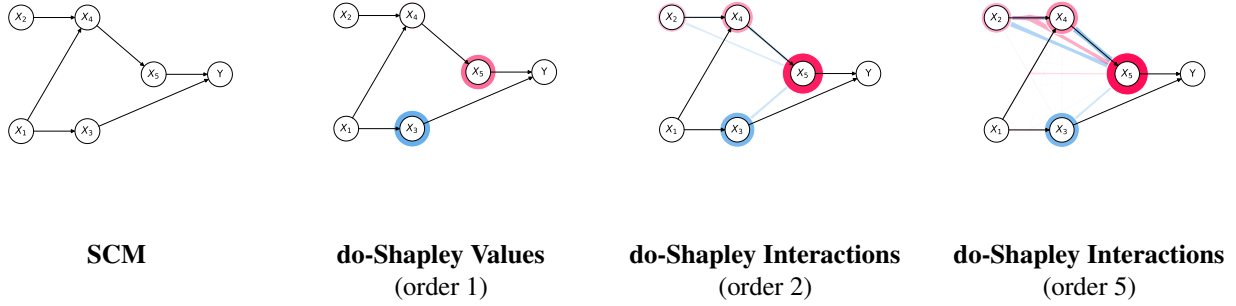 X2 X4 X5 Y X1 X3
X2 X4 X5 Y X1 X3
X2 X4 X5 Y X1 X3
X2 X4 X5 Y X1 X3
SCM
do-Shapley Values
(order 1)
do-Shapley Interactions
(order 2)
do-Shapley Interactions
(order 5)